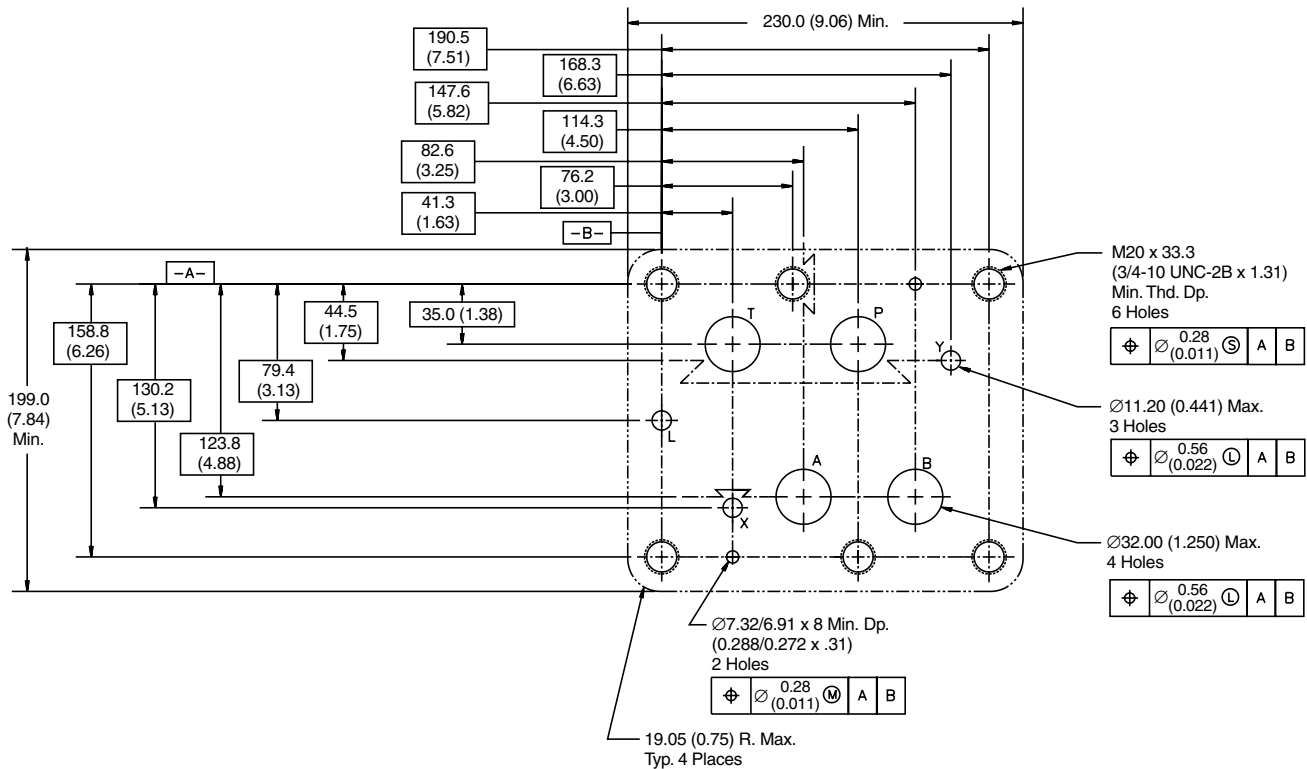 230.0 (9.06) Min.
190.5
(7.51)
168.3
(6.63)
147.6
(5.82)
114.3
(4.50)
82.6
(3.25)
76.2
(3.00)
41.3
(1.63)
-B-
-A-
199.0
(7.84)
Min.
158.8
(6.26)
130.2
(5.13)
123.8
(4.88)
79.4
(3.13)
44.5
(1.75)
35.0 (1.38)
T
P
Y
L
A
B
X
M20 x 33.3
(3/4-10 UNC-2B x 1.31)
Min. Thd. Dp.
6 Holes
⌖ ∅ 0.28 (0.011) Ⓢ A B
∅11.20 (0.441) Max.
3 Holes
⌖ ∅ 0.56 (0.022) Ⓛ A B
∅32.00 (1.250) Max.
4 Holes
⌖ ∅ 0.56 (0.022) Ⓛ A B
∅7.32/6.91 x 8 Min. Dp.
(0.288/0.272 x .31)
2 Holes
⌖ ∅ 0.28 (0.011) Ⓜ A B
19.05 (0.75) R. Max.
Typ. 4 Places